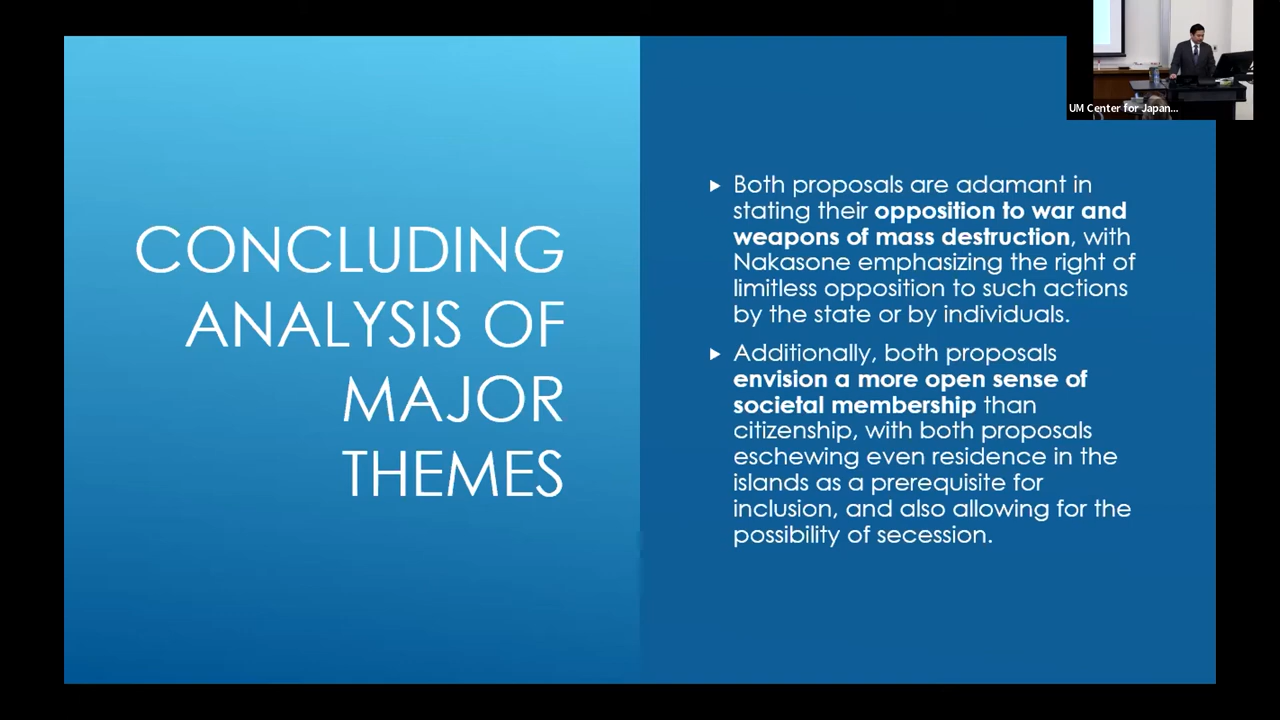 UM Center for Japan...
CONCLUDING
ANALYSIS OF
MAJOR
THEMES
Both proposals are adamant in
stating their opposition to war and
weapons of mass destruction, with
Nakasone emphasizing the right of
limitless opposition to such actions
by the state or by individuals.
Additionally, both proposals
envision a more open sense of
societal membership than
citizenship, with both proposals
eschewing even residence in the
islands as a prerequisite for
inclusion, and also allowing for the
possibility of secession.